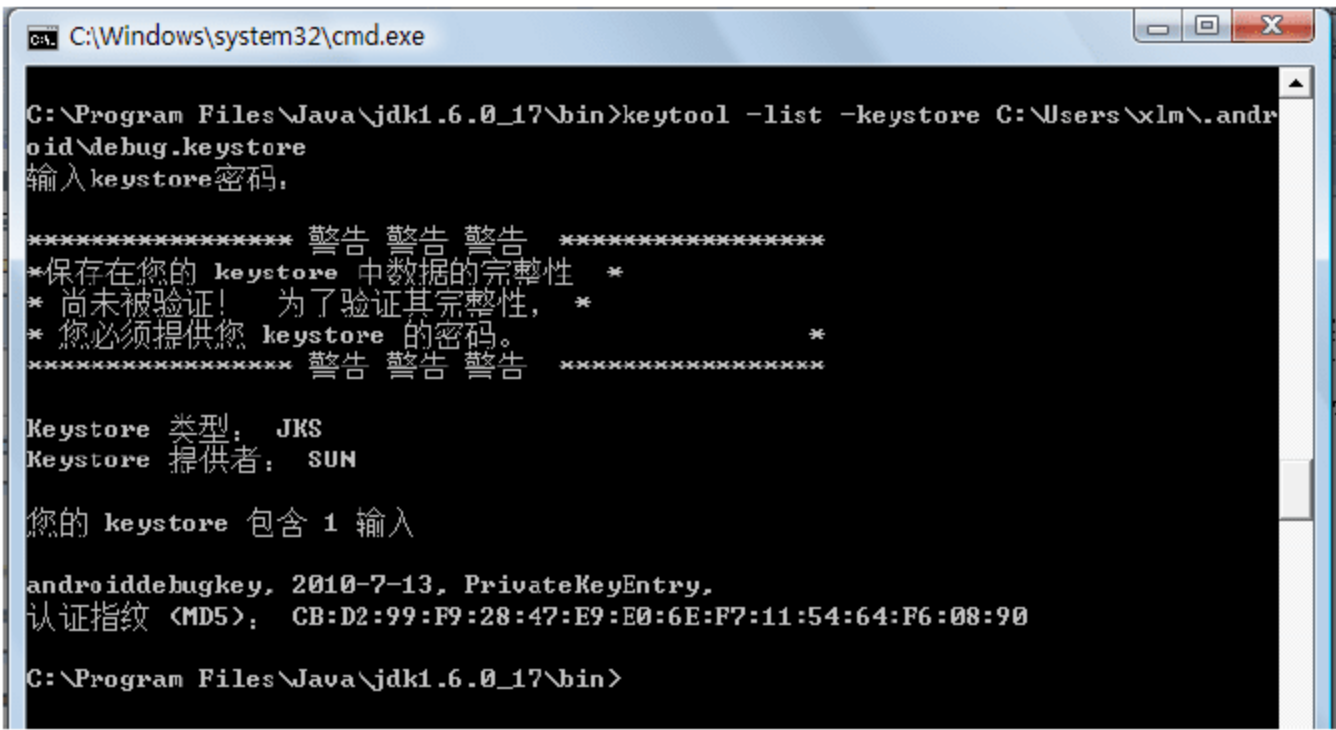 C:\Windows\system32\cmd.exe
C:\Program Files\Java\jdk1.6.0_17\bin>keytool -list -keystore C:\Users\xlm\.andr
oid\debug.keystore
输入keystore密码：
***************** 警告 警告 警告  *****************
*保存在您的 keystore 中数据的完整性  *
* 尚未被验证！  为了验证其完整性， *
* 您必须提供您 keystore 的密码。                  *
***************** 警告 警告 警告  *****************
Keystore 类型： JKS
Keystore 提供者： SUN
您的 keystore 包含 1 输入
androiddebugkey, 2010-7-13, PrivateKeyEntry,
认证指纹 (MD5)： CB:D2:99:F9:28:47:E9:E0:6E:F7:11:54:64:F6:08:90
C:\Program Files\Java\jdk1.6.0_17\bin>